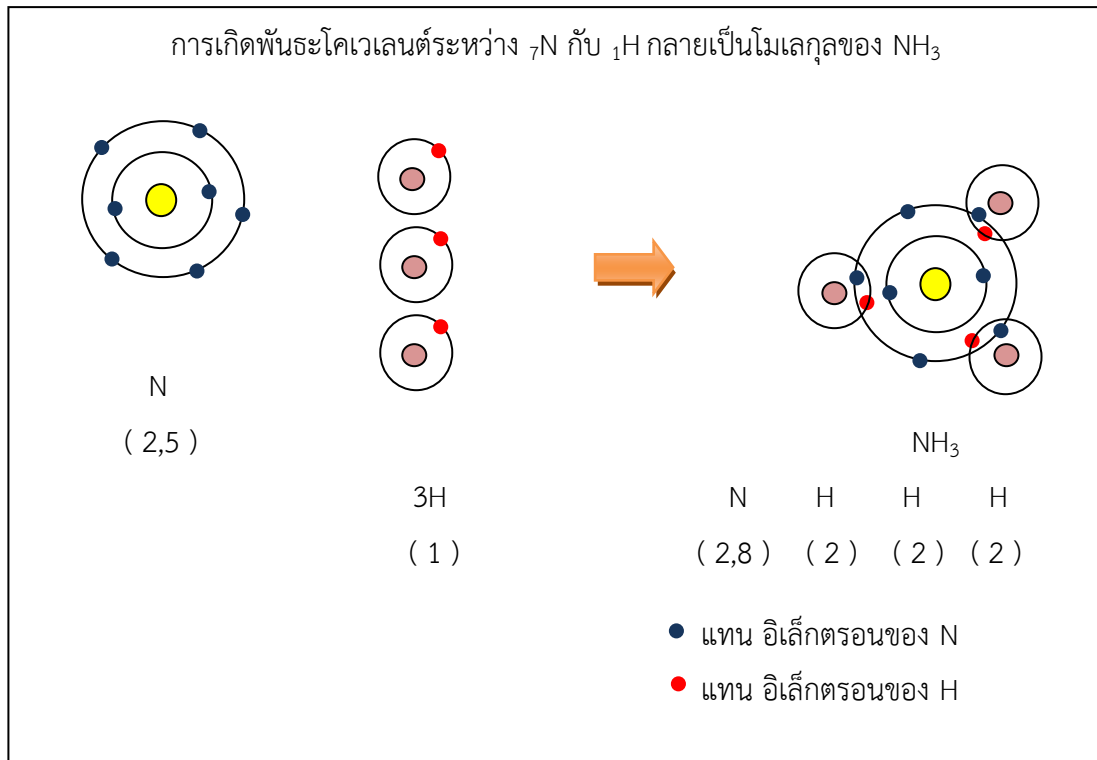 การเกิดพันธะโคเวเลนต์ระหว่าง ₇N กับ ₁H กลายเป็นโมเลกุลของ NH₃
N
( 2,5 )
3H
( 1 )
NH₃
N H H H
( 2,8 ) ( 2 ) ( 2 ) ( 2 )
แทน อิเล็กตรอนของ N
แทน อิเล็กตรอนของ H